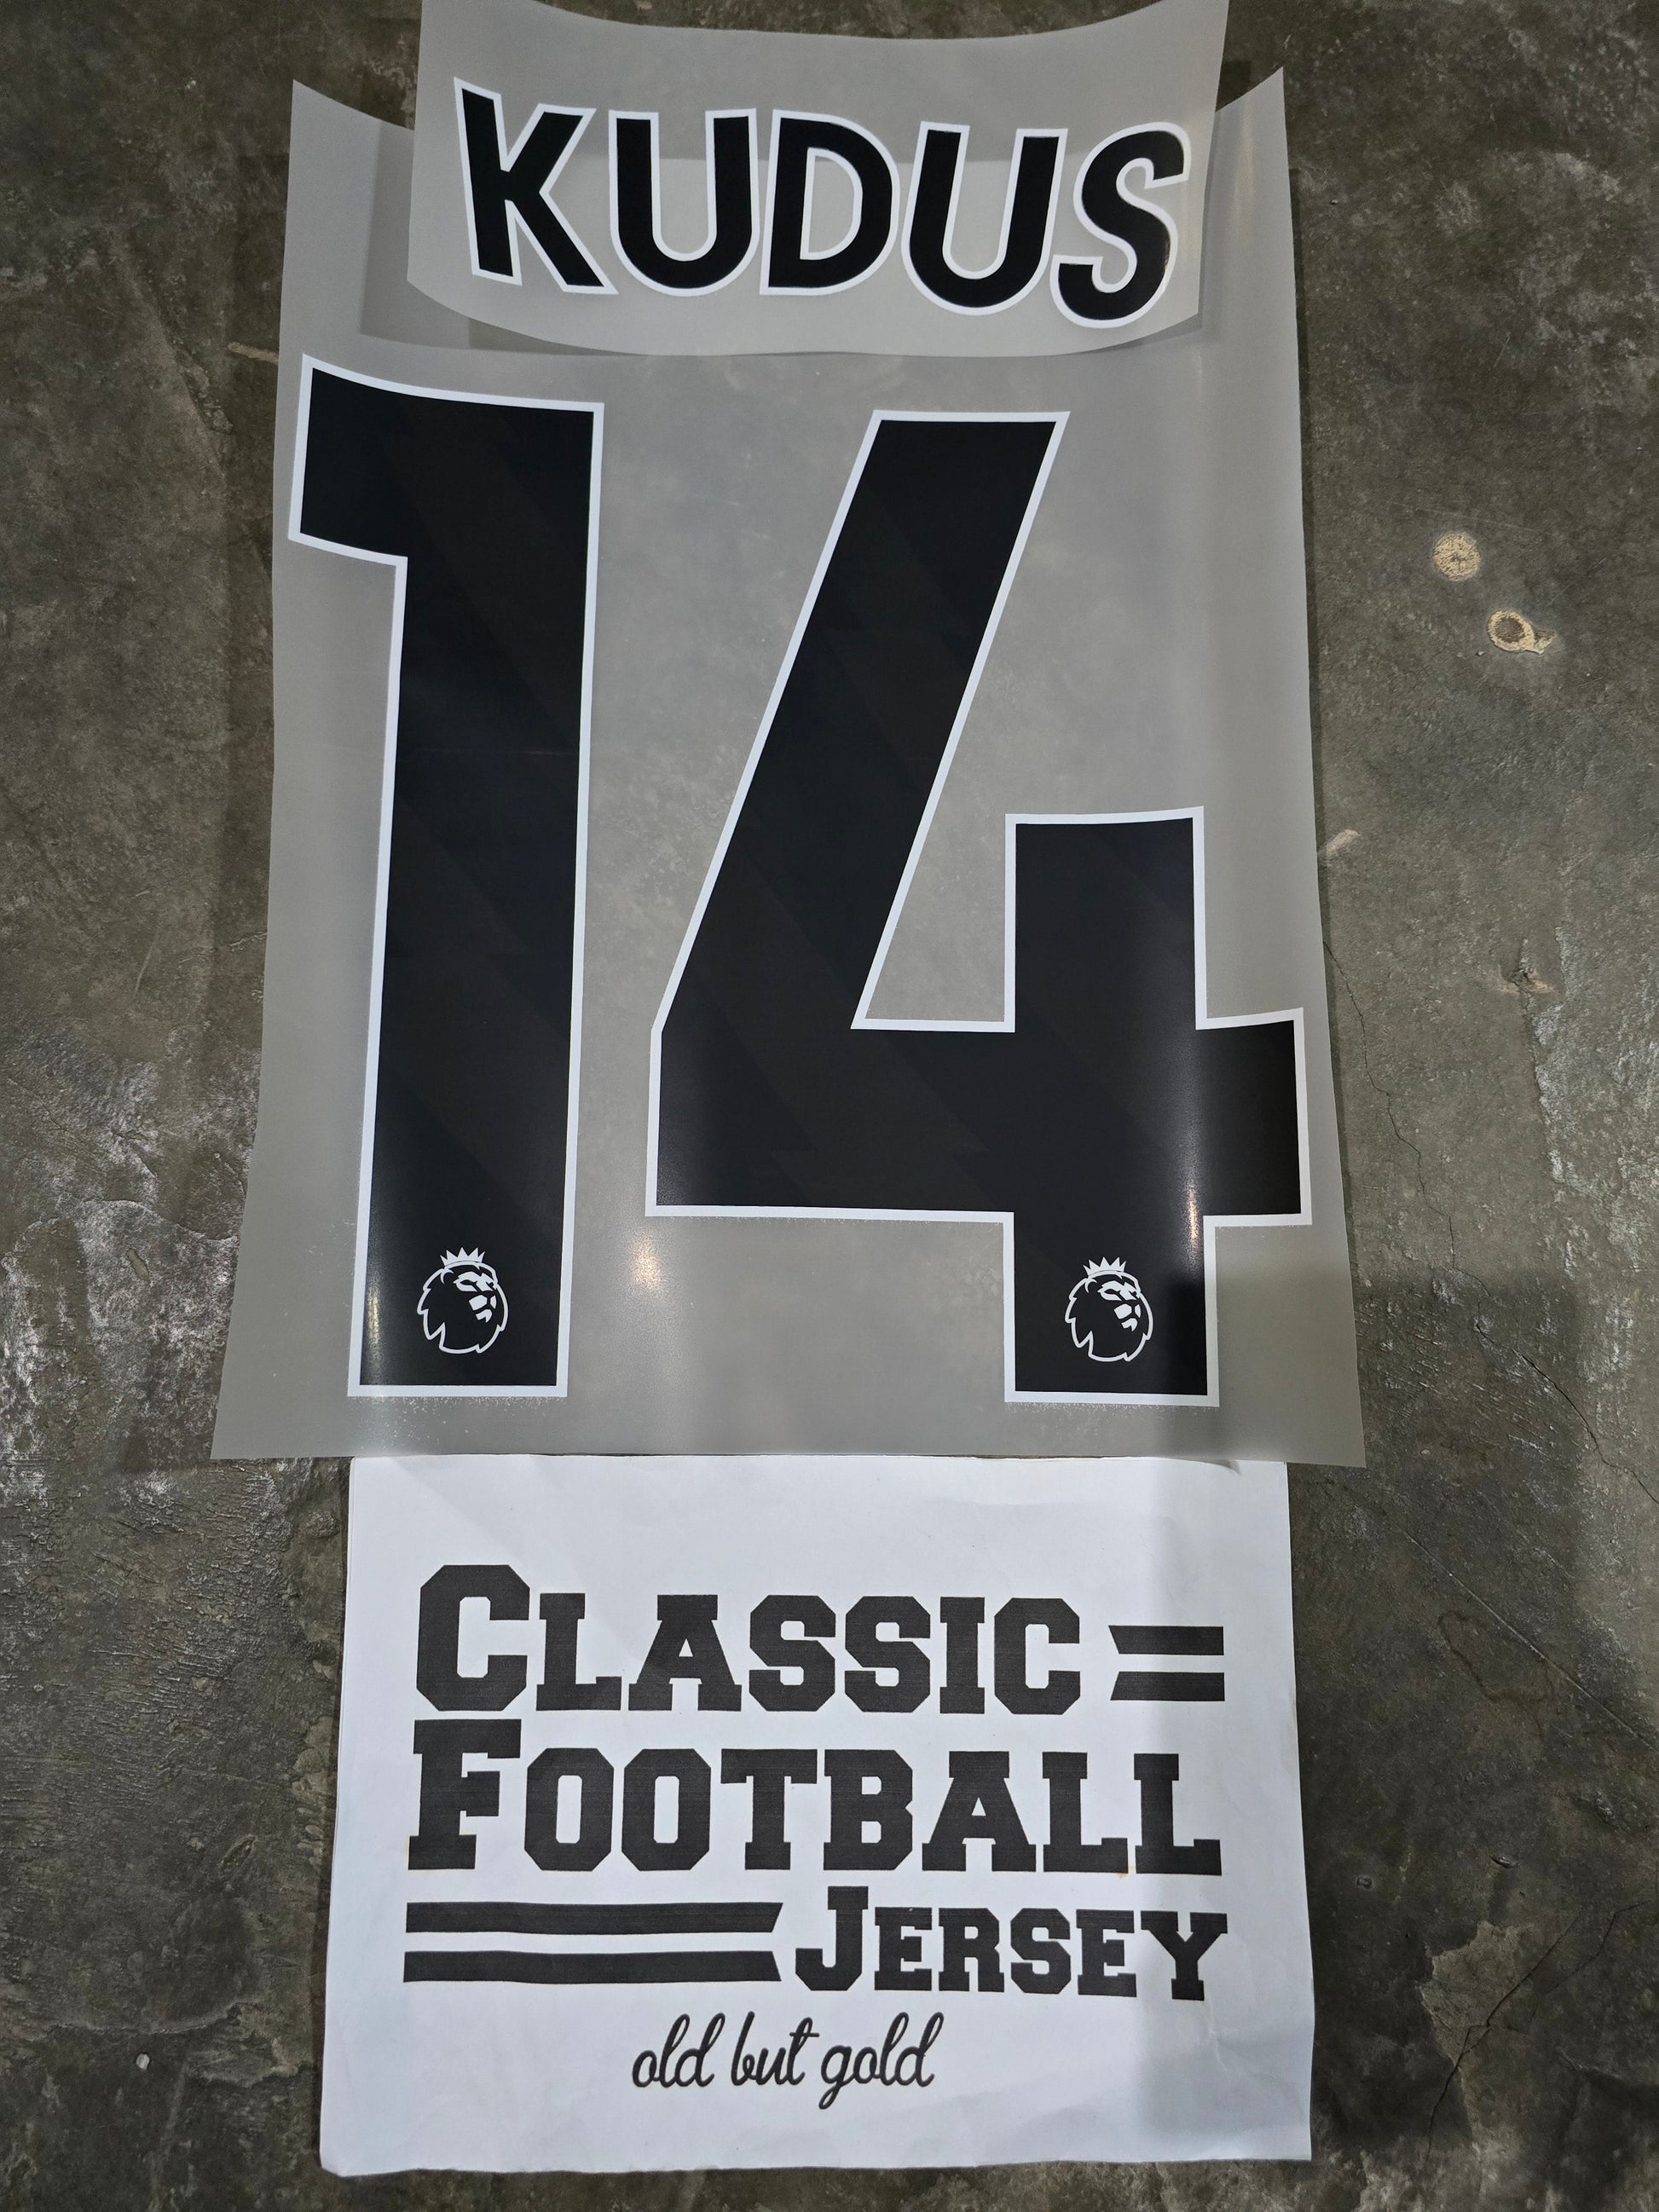 KUDUS
14
CLASSIC
FOOTBALL
JERSEY
old but gold